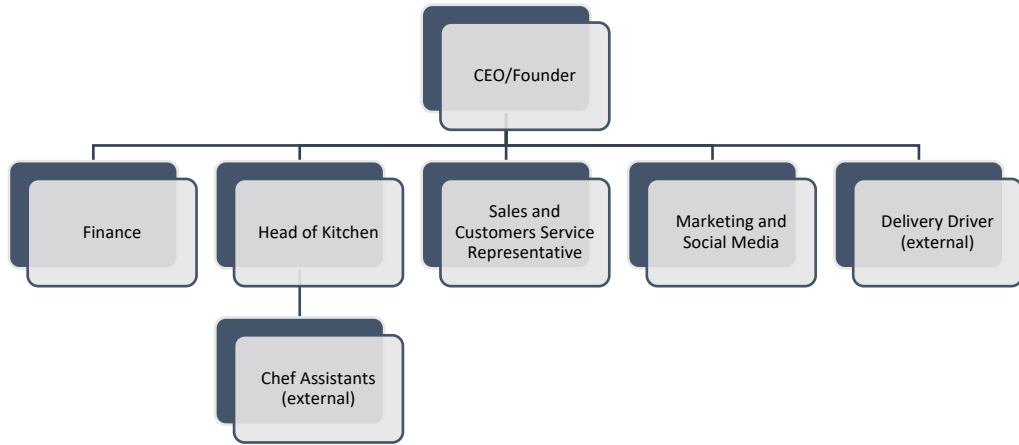 CEO/Founder
Finance
Head of Kitchen
Sales and
Customers Service
Representative
Marketing and
Social Media
Delivery Driver
(external)
Chef Assistants
(external)